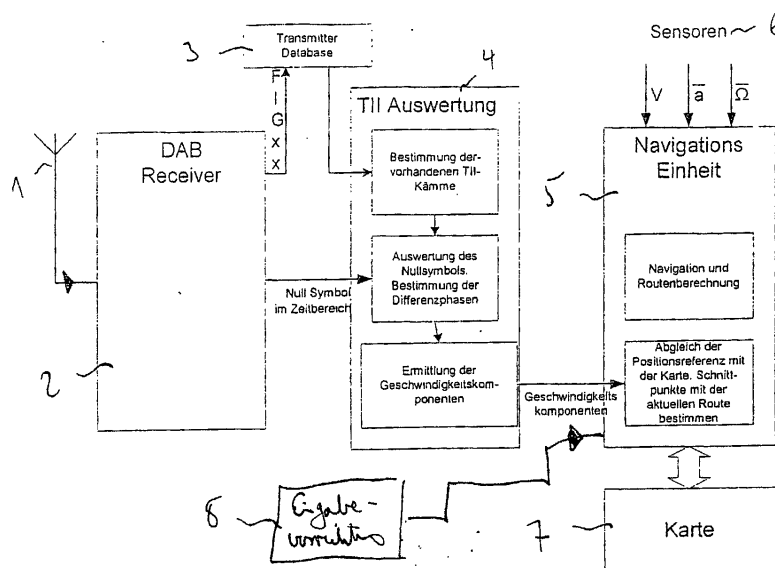 3
Transmitter
Database
F
I
G
X
X
4
TII Auswertung
Sensoren
6
V
a
Ω
1
DAB
Receiver
2
Bestimmung der-
vorhandenen TII-
Kämme
Auswertung des
Nullsymbols.
Bestimmung der
Differenzphasen
Null Symbol
im Zeitbereich
Ermittlung der
Geschwindigkeitskom-
ponenten
Geschwindigkeits
komponenten
5
Navigations
Einheit
Navigation und
Routenberechnung
Abgleich der
Positionsreferenz mit
der Karte. Schnitt-
punkte mit der
aktuellen Route
bestimmen
8
Eingabe-
7
Karte